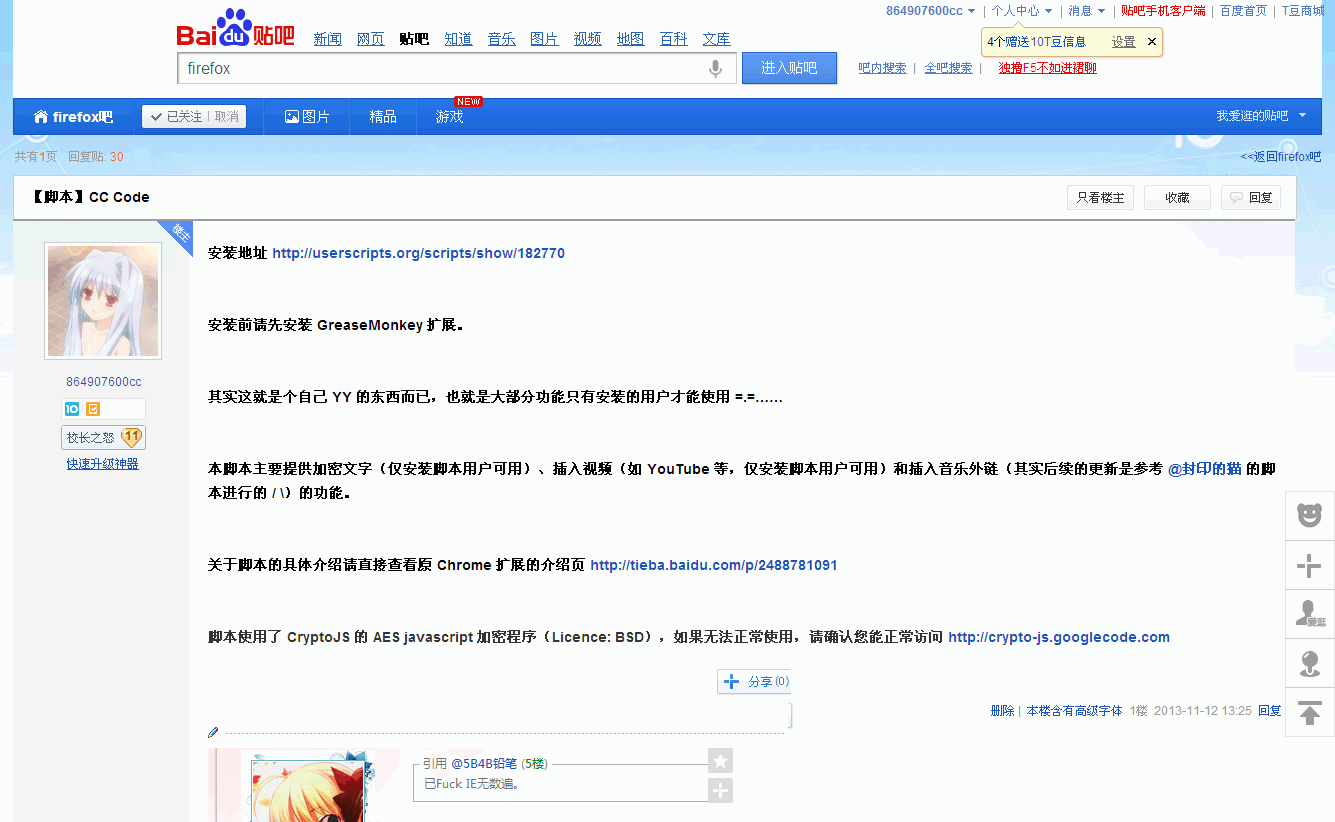 864907600cc | 个人中心 | 消息 | 贴吧手机客户端 | 百度首页 | T豆商城
Bai du 贴吧 新闻 网页 贴吧 知道 音乐 图片 视频 地图 百科 文库
4个赠送10T豆信息 设置 ×
firefox 进入贴吧 吧内搜索 | 全吧搜索 | 独撸F5不如进裙聊
NEW
firefox吧 已关注 | 取消 图片 精品 游戏 我爱逛的贴吧
共有1页 回复贴: 30 <<返回firefox吧
【脚本】CC Code 只看楼主 收藏 回复
楼主
安装地址 http://userscripts.org/scripts/show/182770
安装前请先安装 GreaseMonkey 扩展。
864907600cc
其实这就是个自己 YY 的东西而已，也就是大部分功能只有安装的用户才能使用 =.=……
10
校长之怒 11
快速升级神器
本脚本主要提供加密文字（仅安装脚本用户可用）、插入视频（如 YouTube 等，仅安装脚本用户可用）和插入音乐外链（其实后续的更新是参考 @封印的猫 的脚
本进行的 / \）的功能。
关于脚本的具体介绍请直接查看原 Chrome 扩展的介绍页 http://tieba.baidu.com/p/2488781091
爱逛
脚本使用了 CryptoJS 的 AES javascript 加密程序（Licence: BSD），如果无法正常使用，请确认您能正常访问 http://crypto-js.googlecode.com
分享(0)
删除 | 本楼含有高级字体 1楼 2013-11-12 13:25 回复
引用 @5B4B铅笔 (5楼)
已Fuck IE无数遍。